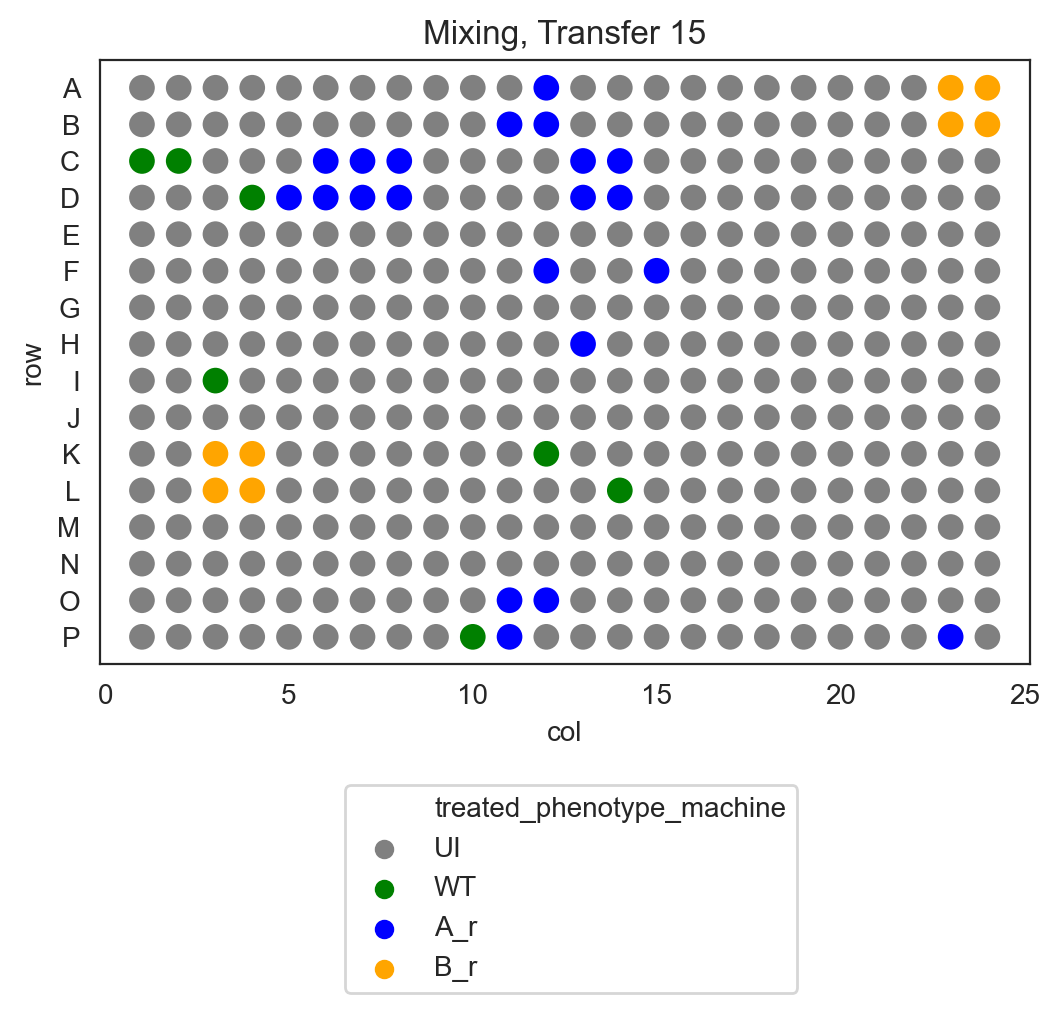 Mixing, Transfer 15
row
A
B
C
D
E
F
G
H
I
J
K
L
M
N
O
P
0 5 10 15 20 25
col
treated_phenotype_machine
UI
WT
A_r
B_r